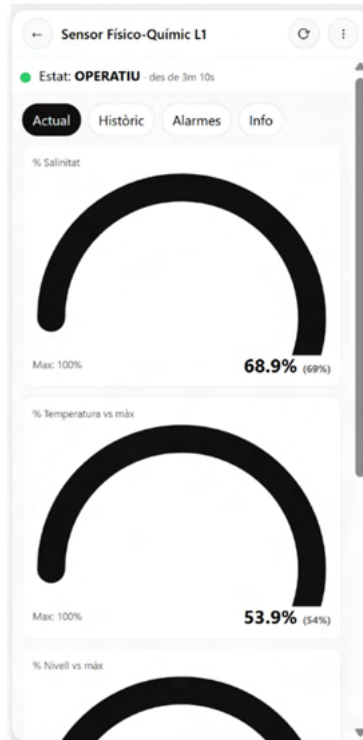 ← Sensor Físico-Químic L1
Estat: OPERATIU · des de 3m 10s
Actual Històric Alarmes Info
% Salinitat
Max: 100% 68.9% (69%)
% Temperatura vs màx
Max: 100% 53.9% (54%)
% Nivell vs màx